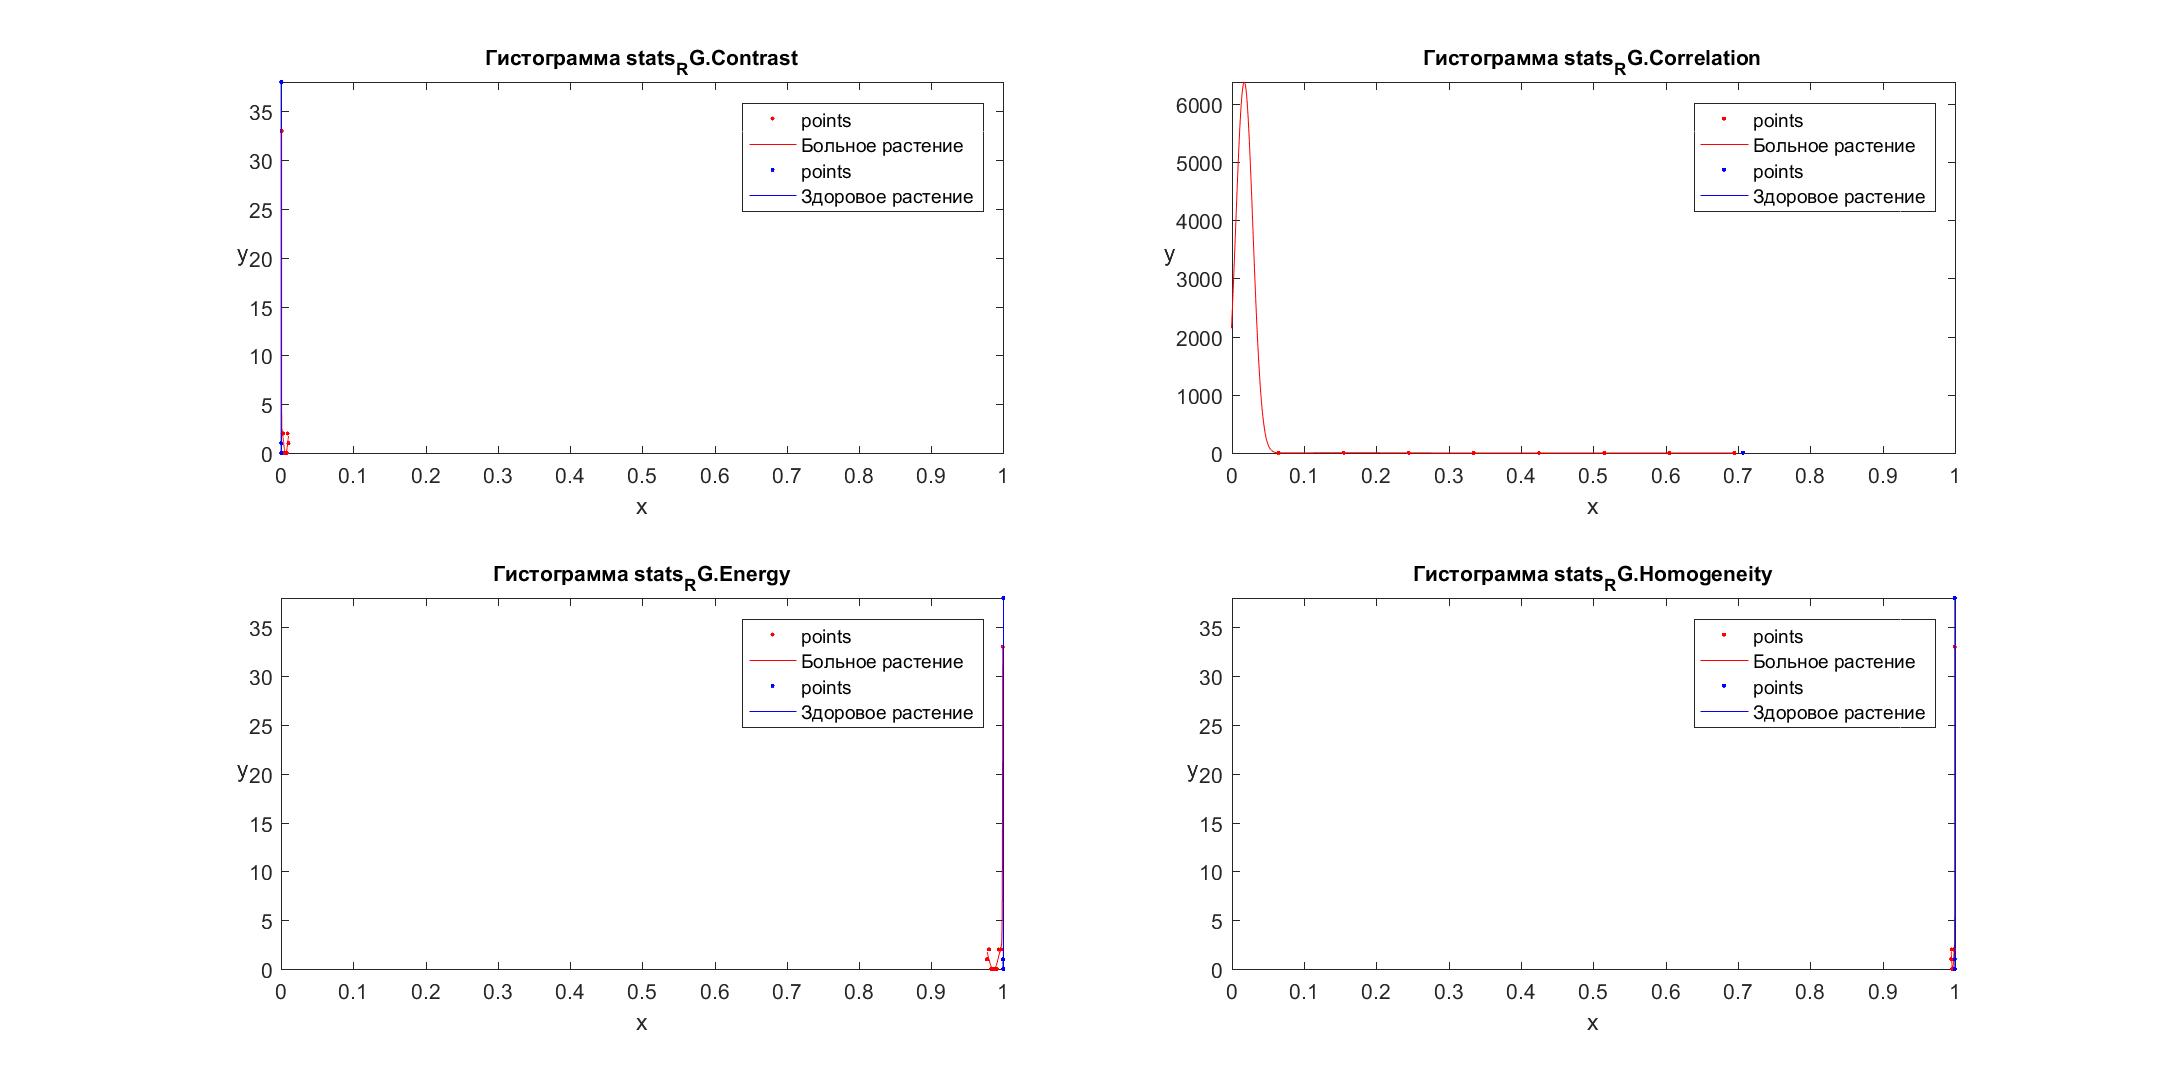 Гистограмма stats_RG.Contrast
35
30
25
20
15
10
5
0
y
0 0.1 0.2 0.3 0.4 0.5 0.6 0.7 0.8 0.9 1
x
points
Больное растение
points
Здоровое растение
Гистограмма stats_RG.Correlation
6000
5000
4000
3000
2000
1000
0
y
0 0.1 0.2 0.3 0.4 0.5 0.6 0.7 0.8 0.9 1
x
points
Больное растение
points
Здоровое растение
Гистограмма stats_RG.Energy
35
30
25
20
15
10
5
0
y
0 0.1 0.2 0.3 0.4 0.5 0.6 0.7 0.8 0.9 1
x
points
Больное растение
points
Здоровое растение
Гистограмма stats_RG.Homogeneity
35
30
25
20
15
10
5
0
y
0 0.1 0.2 0.3 0.4 0.5 0.6 0.7 0.8 0.9 1
x
points
Больное растение
points
Здоровое растение